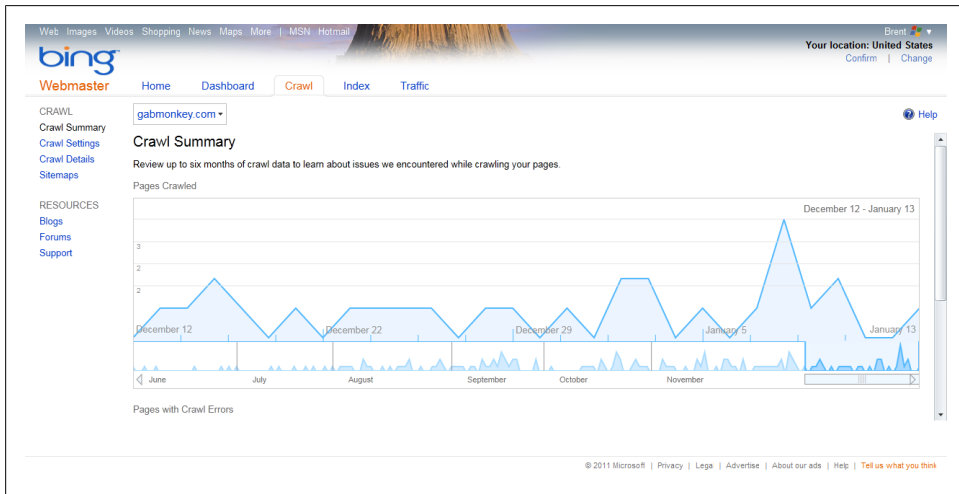 Web Images Videos Shopping News Maps More | MSN Hotmail
Brent
Your location: United States
Confirm | Change
bing
Webmaster
Home Dashboard Crawl Index Traffic
CRAWL
Crawl Summary
Crawl Settings
Crawl Details
Sitemaps
RESOURCES
Blogs
Forums
Support
gabmonkey.com
Help
Crawl Summary
Review up to six months of crawl data to learn about issues we encountered while crawling your pages.
Pages Crawled
December 12 - January 13
3
2
2
December 12 December 22 December 29 January 5 January 13
June July August September October November
Pages with Crawl Errors
© 2011 Microsoft | Privacy | Lega | Advertise | About our ads | Help | Tell us what you think